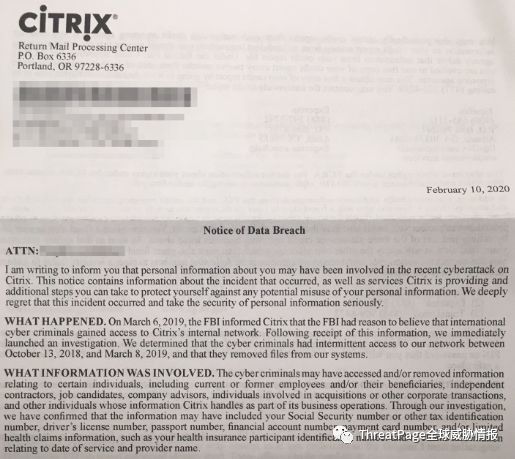 CİTRİX®
Return Mail Processing Center
P.O. Box 6336
Portland, OR 97228-6336
February 10, 2020
Notice of Data Breach
ATTN:
I am writing to inform you that personal information about you may have been involved in the recent cyberattack on
Citrix. This notice contains information about the incident that occurred, as well as services Citrix is providing and
additional steps you can take to protect yourself against any potential misuse of your personal information. We deeply
regret that this incident occurred and take the security of personal information seriously.
WHAT HAPPENED. On March 6, 2019, the FBI informed Citrix that the FBI had reason to believe that international
cyber criminals gained access to Citrix's internal network. Following receipt of this information, we immediately
launched an investigation. We determined that the cyber criminals had intermittent access to our network between
October 13, 2018, and March 8, 2019, and that they removed files from our systems.
WHAT INFORMATION WAS INVOLVED. The cyber criminals may have accessed and/or removed information
relating to certain individuals, including current or former employees and/or their beneficiaries, independent
contractors, job candidates, company advisors, individuals involved in acquisitions or other corporate transactions,
and other individuals whose information Citrix handles as part of its business operations. Through our investigation,
we have confirmed that the information may have included your Social Security number or other tax identification
number, driver's license number, passport number, financial account number, payment card number, and/or limited
health claims information, such as your health insurance participant
relating to date of service and provider name.
ThreatPage全球威胁情报